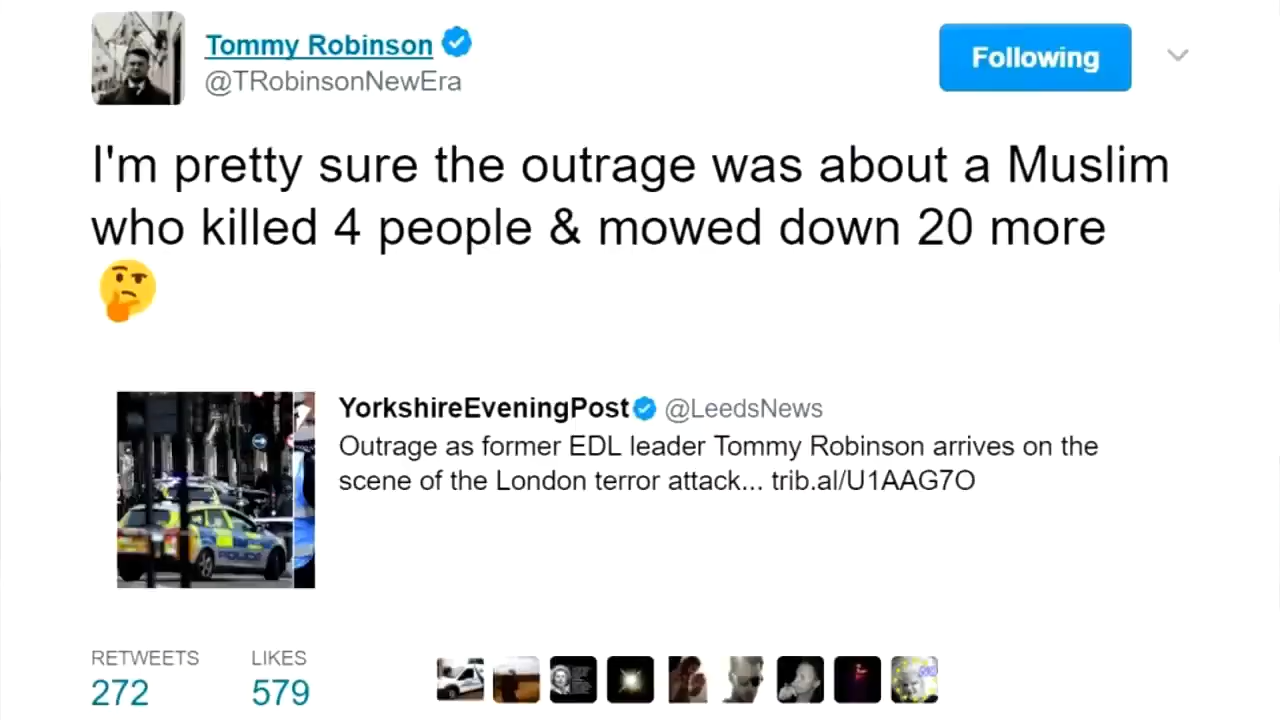 Tommy Robinson
@TRobinsonNewEra
Following
I'm pretty sure the outrage was about a Muslim
who killed 4 people & mowed down 20 more
YorkshireEveningPost @LeedsNews
Outrage as former EDL leader Tommy Robinson arrives on the
scene of the London terror attack... trib.al/U1AAG7O
RETWEETS LIKES
272 579